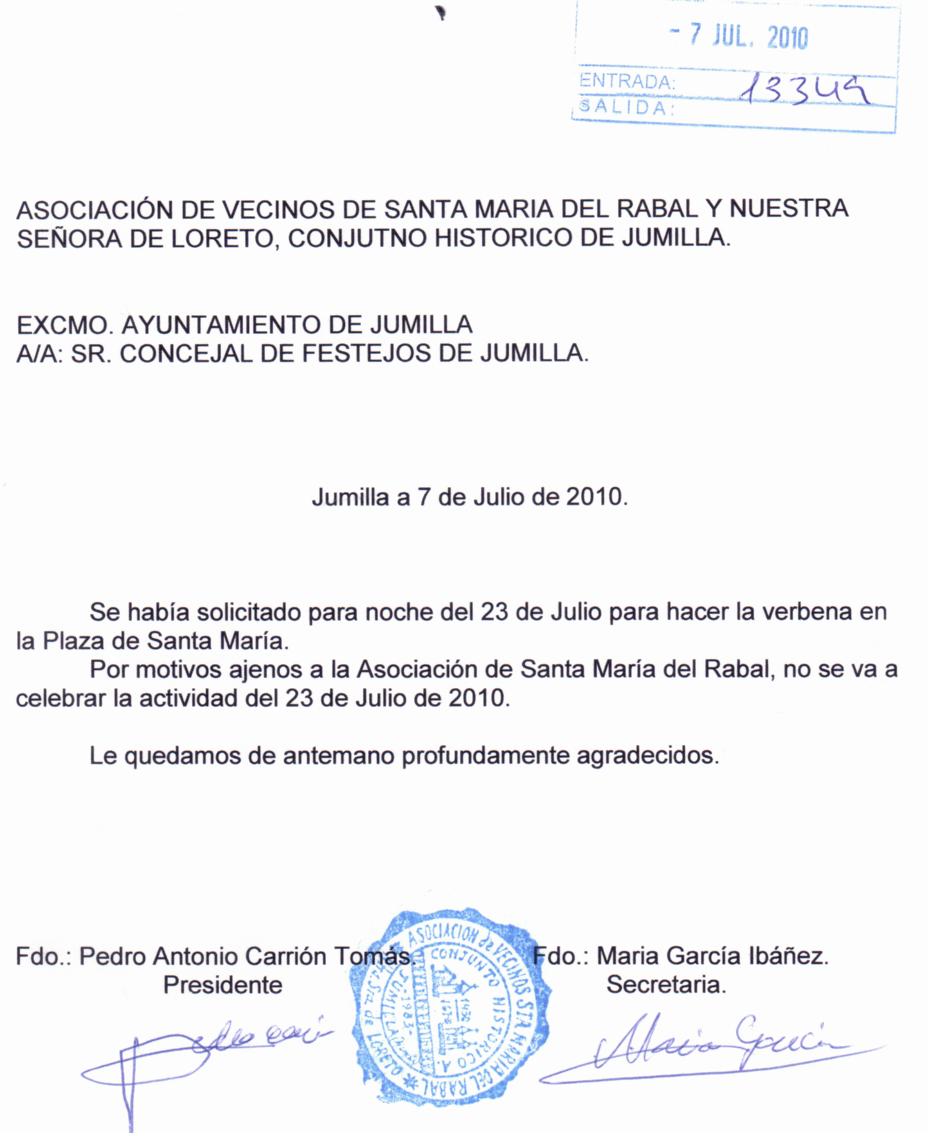 - 7 JUL. 2010
ENTRADA: 13349
SALIDA:
ASOCIACIÓN DE VECINOS DE SANTA MARIA DEL RABAL Y NUESTRA
SEÑORA DE LORETO, CONJUTNO HISTORICO DE JUMILLA.
EXCMO. AYUNTAMIENTO DE JUMILLA
A/A: SR. CONCEJAL DE FESTEJOS DE JUMILLA.
Jumilla a 7 de Julio de 2010.
Se había solicitado para noche del 23 de Julio para hacer la verbena en
la Plaza de Santa María.
Por motivos ajenos a la Asociación de Santa María del Rabal, no se va a
celebrar la actividad del 23 de Julio de 2010.
Le quedamos de antemano profundamente agradecidos.
Fdo.: Pedro Antonio Carrión Tomás.
Presidente
Fdo.: Maria García Ibáñez.
Secretaria.
ASOCIACION de VECINOS STA MARIA DEL RABAL
Sra. de LORETO
CONJUNTO HISTORICO A.
JUMILLA
1983
Maria García